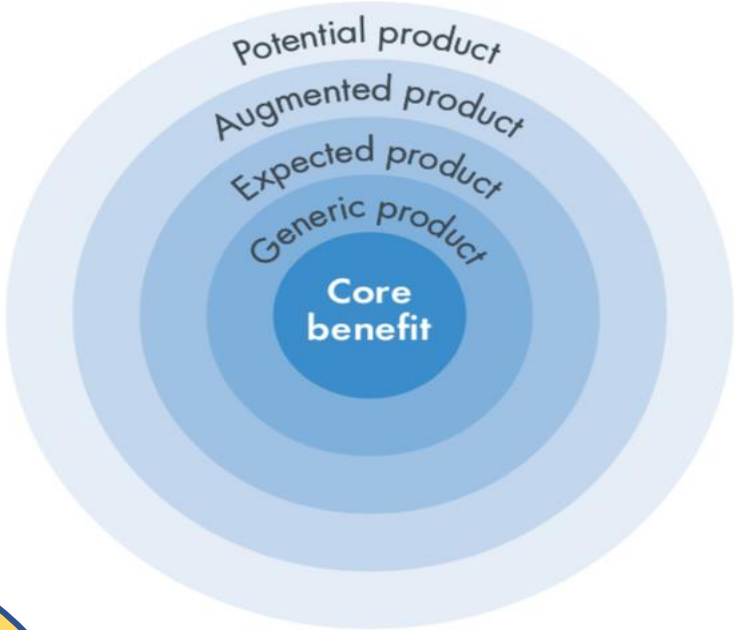 Potential product
Augmented product
Expected product
Generic product
Core
benefit